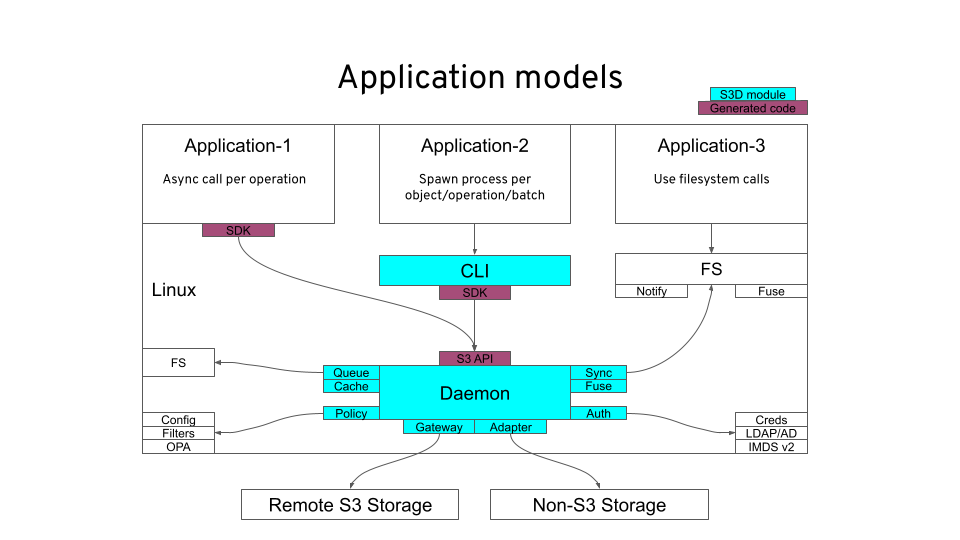 Application models
S3D module
Generated code
Application-1
Async call per operation
SDK
Application-2
Spawn process per
object/operation/batch
Application-3
Use filesystem calls
CLI
SDK
FS
Notify
Fuse
Linux
S3 API
FS
Queue
Cache
Policy
Daemon
Sync
Fuse
Auth
Gateway
Adapter
Config
Filters
OPA
Creds
LDAP/AD
IMDS v2
Remote S3 Storage
Non-S3 Storage